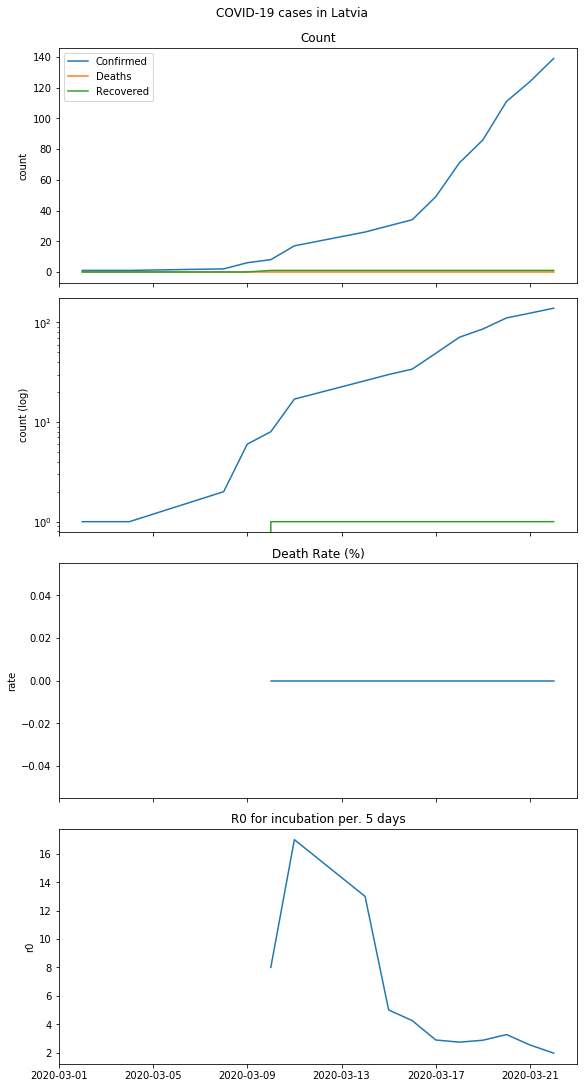 COVID-19 cases in Latvia
Count
140
120
100
80
60
40
20
0
count
Confirmed
Deaths
Recovered
10²
10¹
10⁰
count (log)
Death Rate (%)
0.04
0.02
0.00
−0.02
−0.04
rate
R0 for incubation per. 5 days
16
14
12
10
8
6
4
2
r0
2020-03-01 2020-03-05 2020-03-09 2020-03-13 2020-03-17 2020-03-21